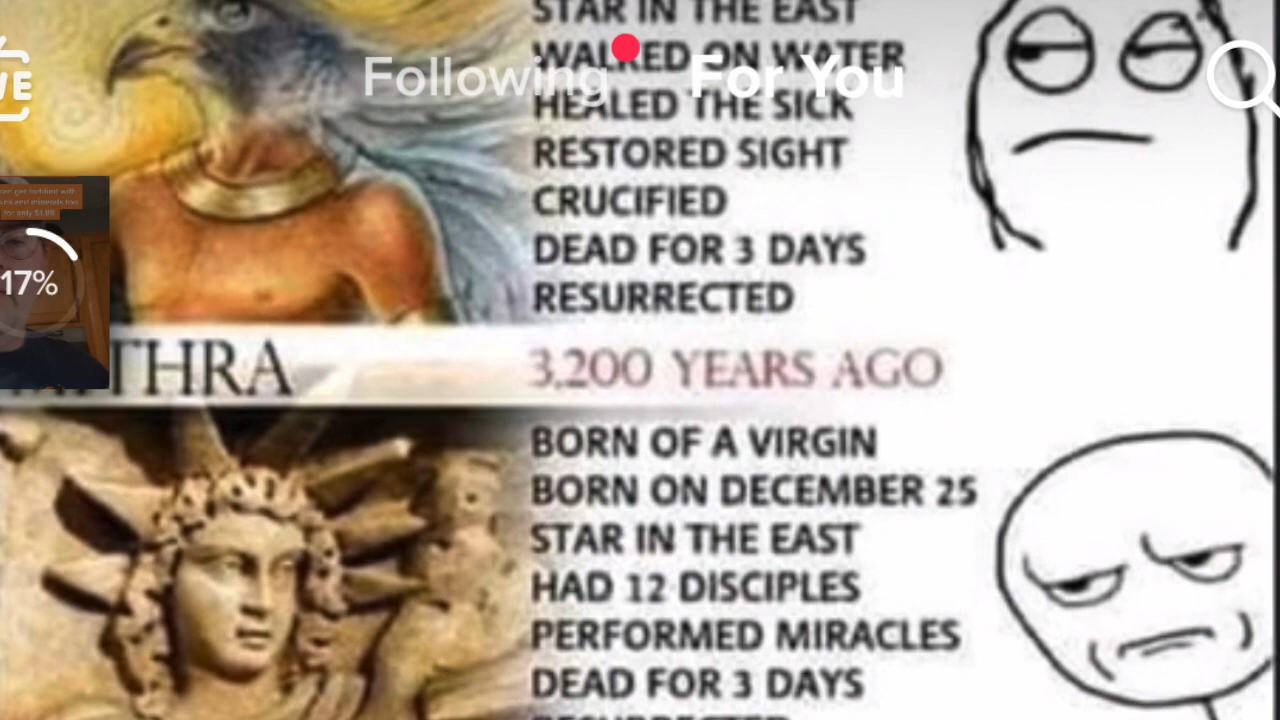 STAR IN THE EAST
WALKED ON WATER
Following
For You
HEALED THE SICK
RESTORED SIGHT
CRUCIFIED
DEAD FOR 3 DAYS
RESURRECTED
17%
THRA
3,200 YEARS AGO
BORN OF A VIRGIN
BORN ON DECEMBER 25
STAR IN THE EAST
HAD 12 DISCIPLES
PERFORMED MIRACLES
DEAD FOR 3 DAYS